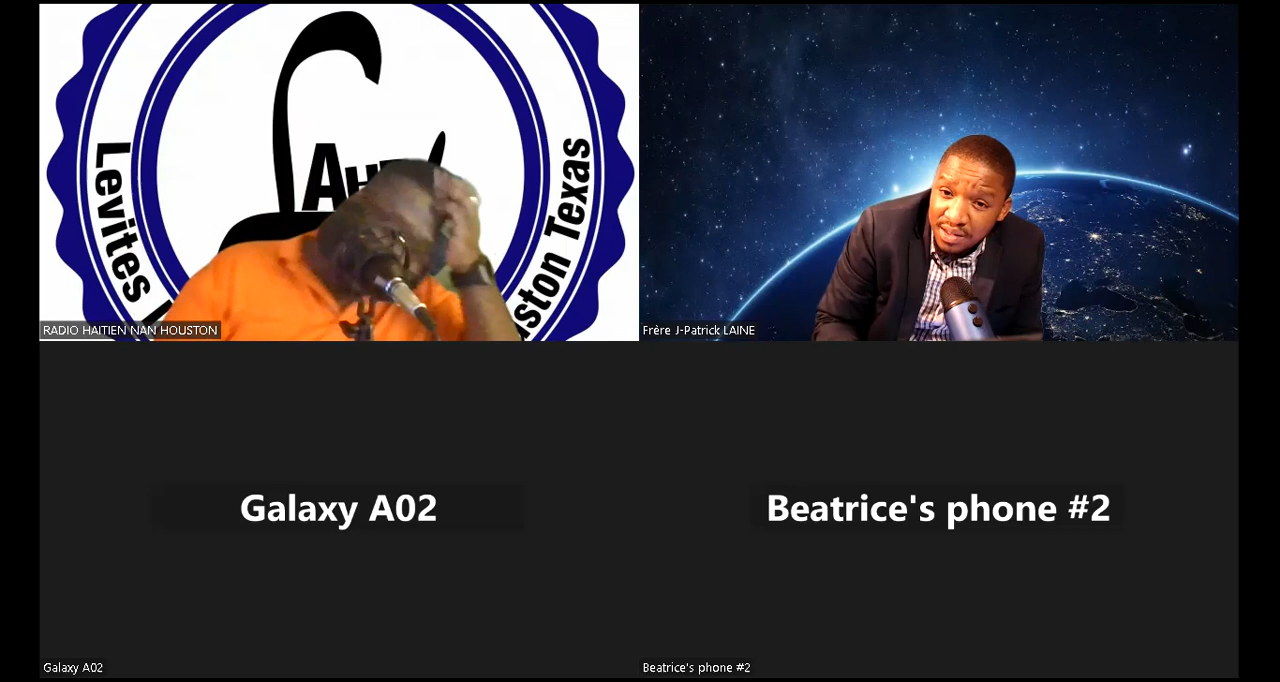 Levites
AH
Houston Texas
RADIO HAITIEN NAN HOUSTON
Frère J-Patrick LAINE
Galaxy A02
Beatrice's phone #2
Galaxy A02
Beatrice's phone #2